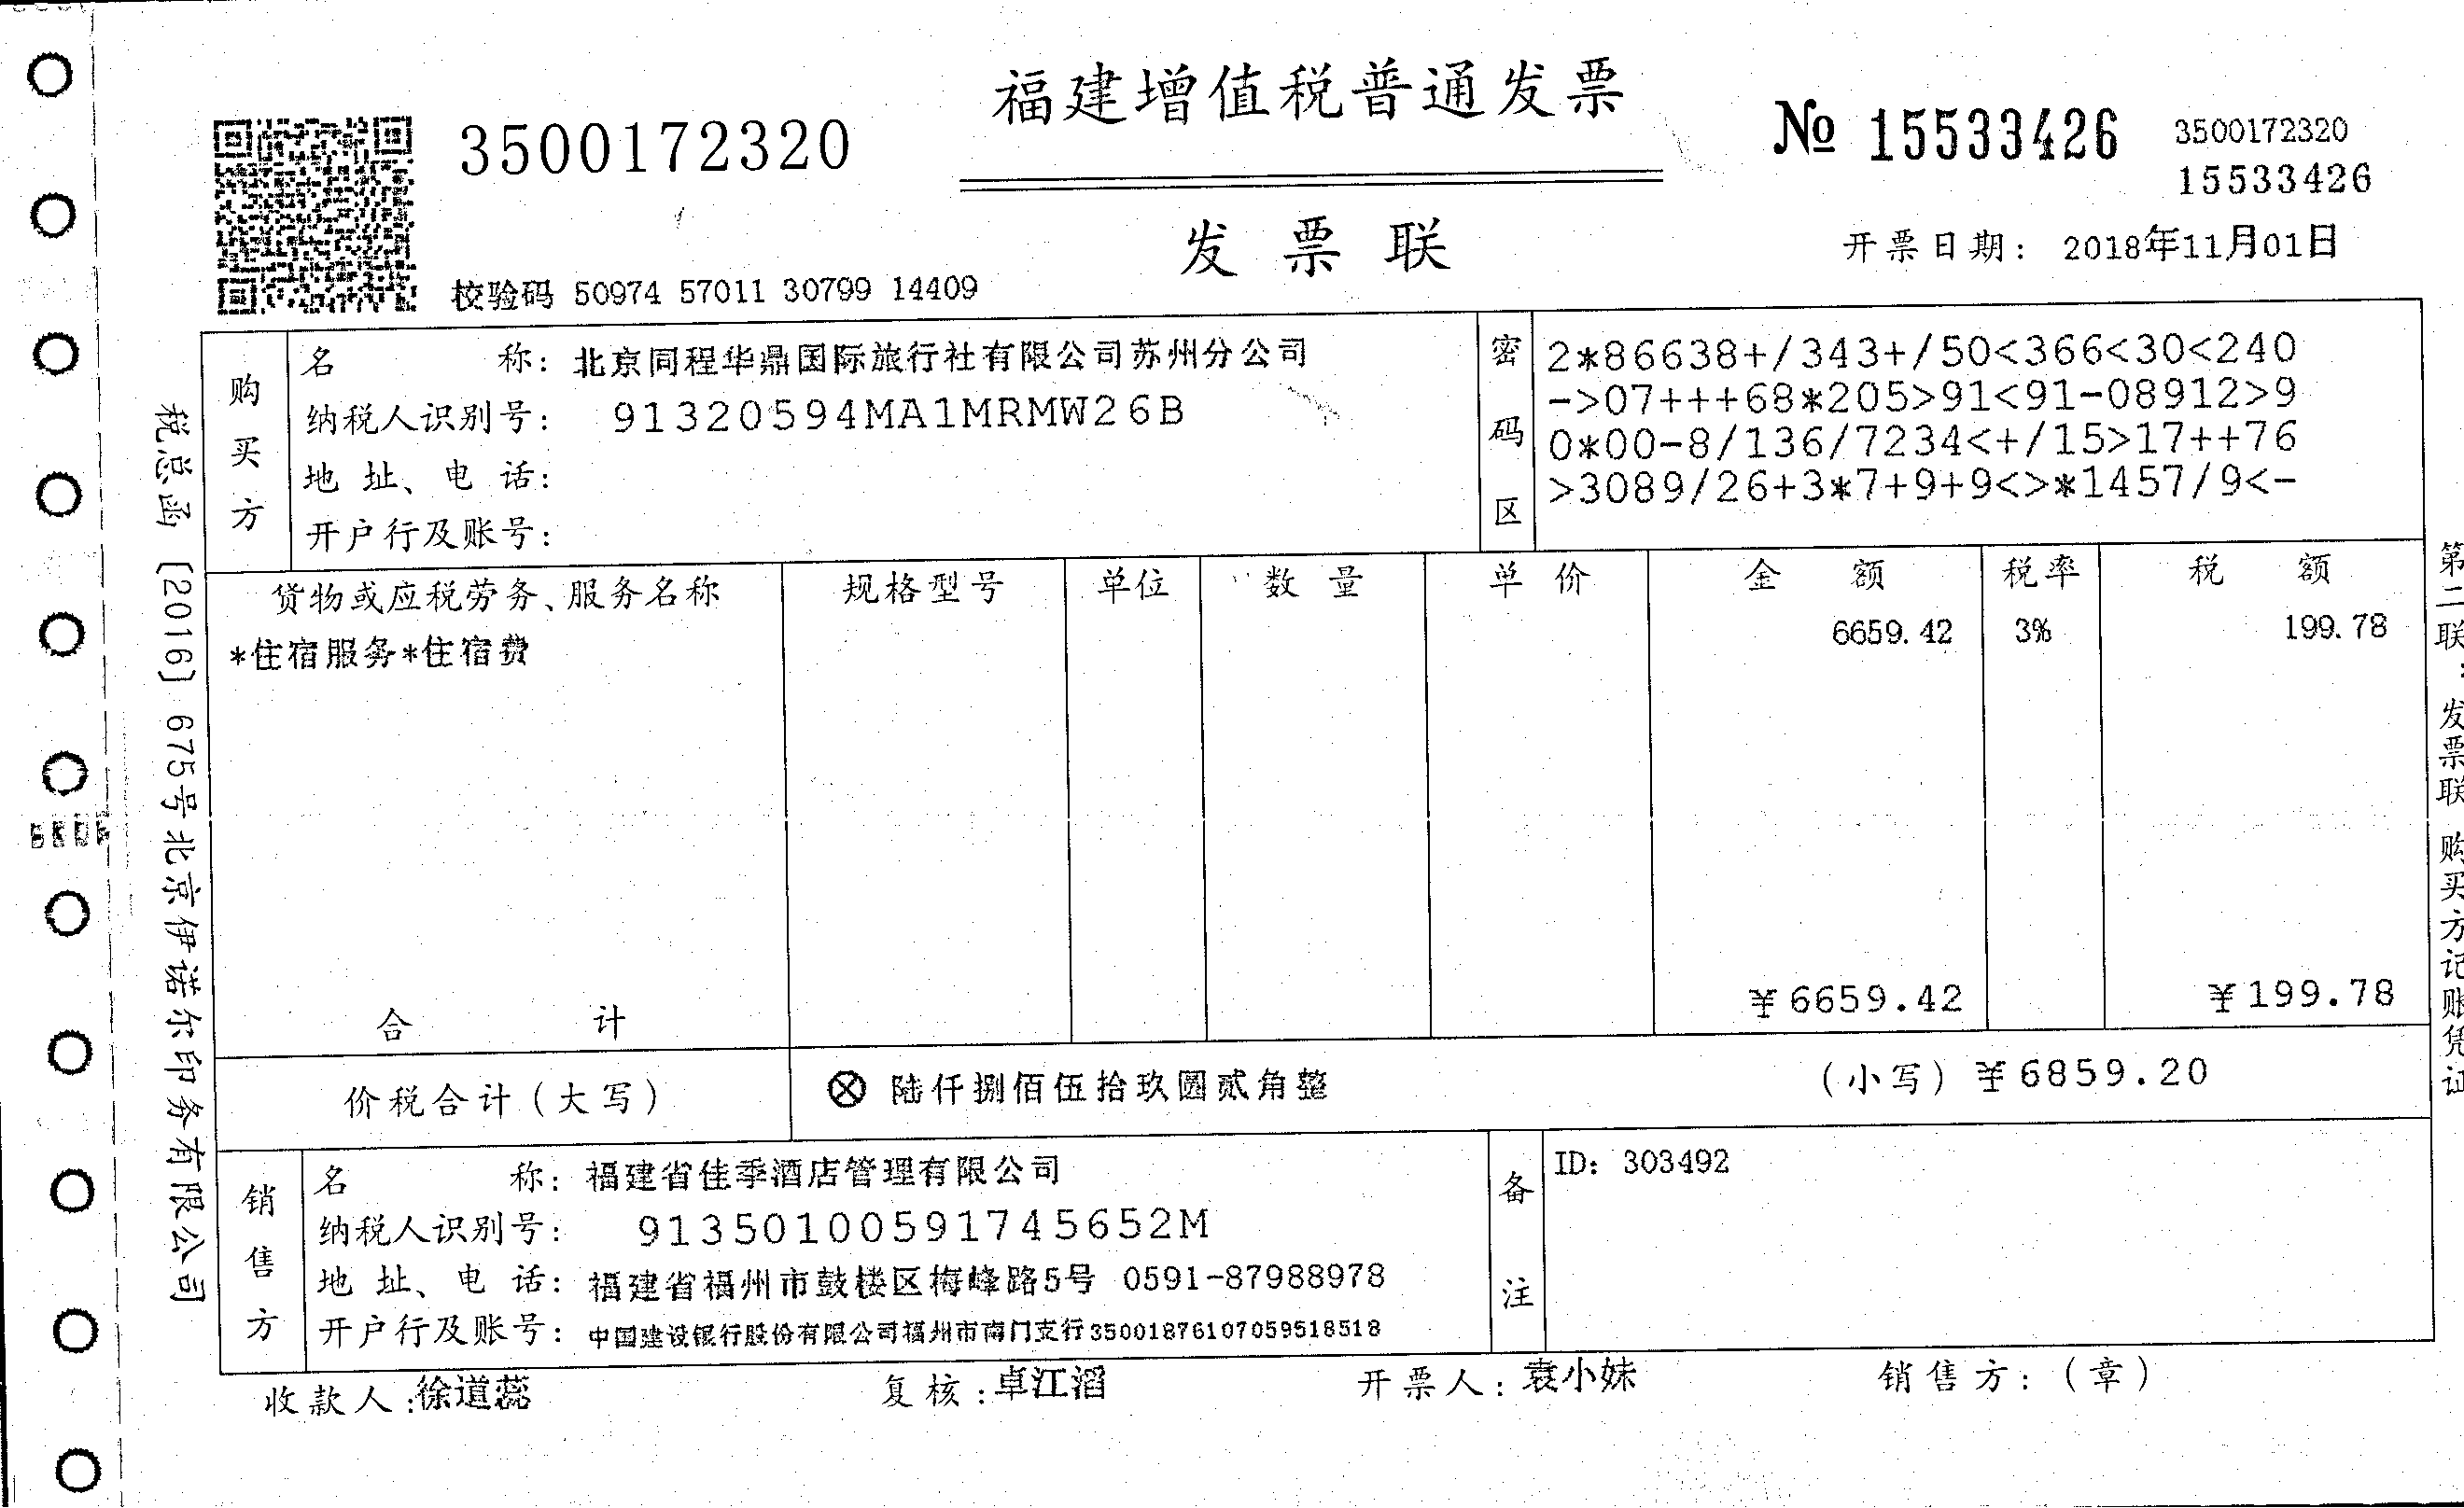 福建增值税普通发票
3500172320
№ 15533426
3500172320
15533426
发票联
开票日期: 2018年11月01日
校验码 50974 57011 30799 14409
购买方
名 称: 北京同程华鼎国际旅行社有限公司苏州分公司
纳税人识别号: 91320594MA1MRMW26B
地 址、电 话:
开户行及账号:
密码区
2*86638+/343+/50<366<30<240
->07+++68*205>91<91-08912>9
0*00-8/136/7234<+/15>17++76
>3089/26+3*7+9+9<>*1457/9<-
货物或应税劳务、服务名称 规格型号 单位 数 量 单 价 金 额 税率 税 额
*住宿服务*住宿费 6659.42 3% 199.78
合 计 ¥6659.42 ¥199.78
价税合计(大写) ⊗ 陆仟捌佰伍拾玖圆贰角整 (小写) ¥6859.20
销售方
名 称: 福建省佳季酒店管理有限公司
纳税人识别号: 91350100591745652M
地 址、电 话: 福建省福州市鼓楼区梅峰路5号 0591-87988978
开户行及账号: 中国建设银行股份有限公司福州市南门支行35001876107059518518
备注
ID: 303492
收款人:徐道蕊 复核:卓江滔 开票人:袁小妹 销售方:(章)
税总函〔2016〕675号北京伊诺尔印务有限公司
第二联:发票联 购买方记账凭证